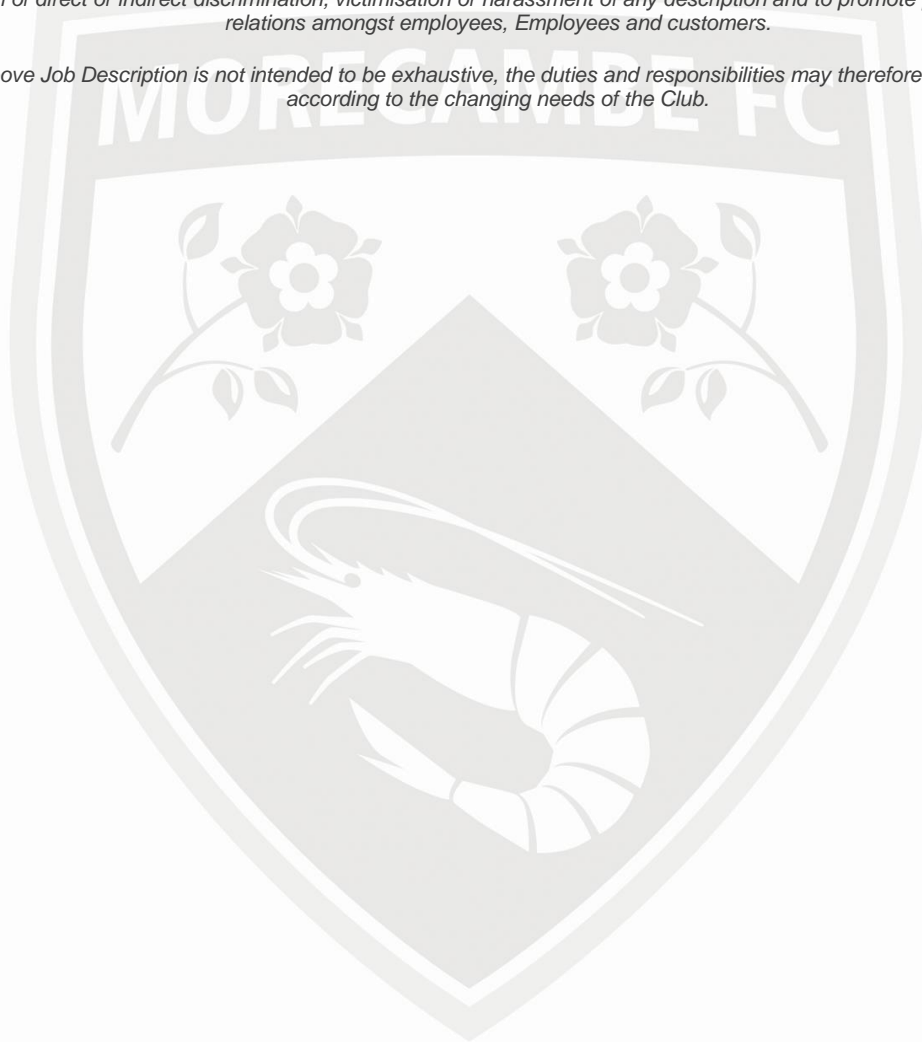 or direct or indirect discrimination, victimisation or harassment of any description and to promote
relations amongst employees, Employees and customers.
ove Job Description is not intended to be exhaustive, the duties and responsibilities may therefore
according to the changing needs of the Club.
MORECAMBE FC